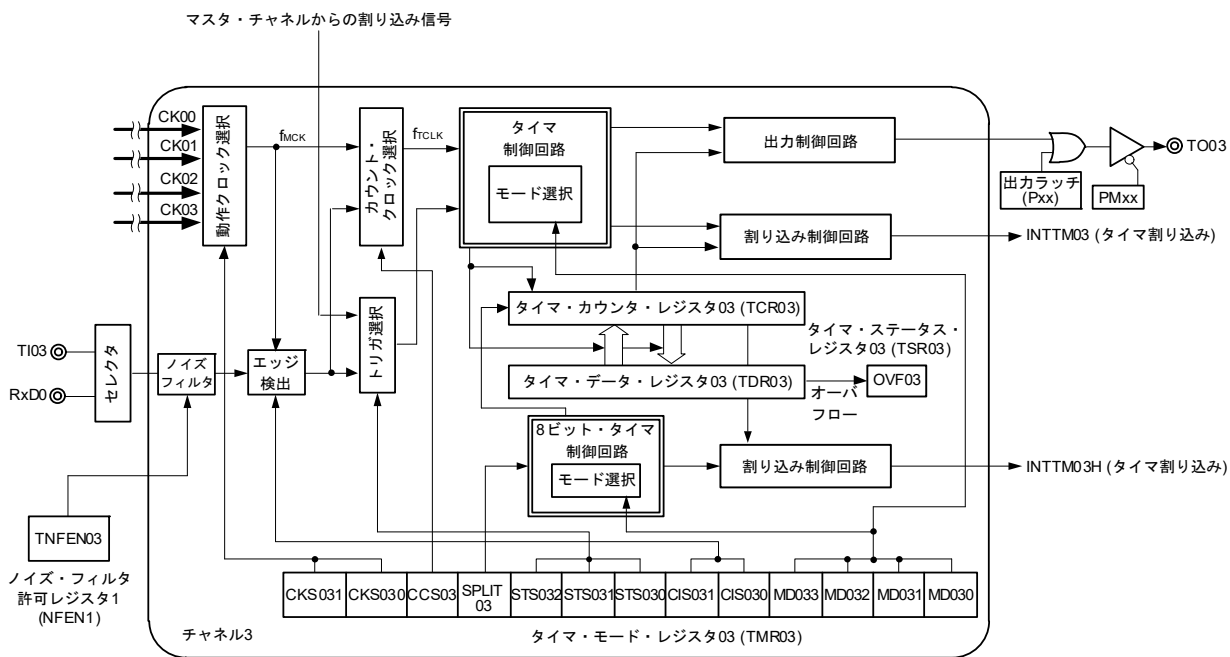 マスタ・チャネルからの割り込み信号
CK00
CK01
CK02
CK03
動作クロック選択
fMCK
カウント・
クロック選択
fTCLK
タイマ
制御回路
モード選択
出力制御回路
出力ラッチ
(Pxx)
PMxx
TO03
割り込み制御回路
INTTM03 (タイマ割り込み)
トリガ選択
タイマ・カウンタ・レジスタ03 (TCR03)
タイマ・ステータス・
レジスタ03 (TSR03)
TI03
RxD0
セレクタ
ノイズ
フィルタ
エッジ
検出
タイマ・データ・レジスタ03 (TDR03)
オーバ
フロー
OVF03
8ビット・タイマ
制御回路
モード選択
割り込み制御回路
INTTM03H (タイマ割り込み)
TNFEN03
ノイズ・フィルタ
許可レジスタ1
(NFEN1)
CKS031
CKS030
CCS03
SPLIT
03
STS032
STS031
STS030
CIS031
CIS030
MD033
MD032
MD031
MD030
チャネル3
タイマ・モード・レジスタ03 (TMR03)